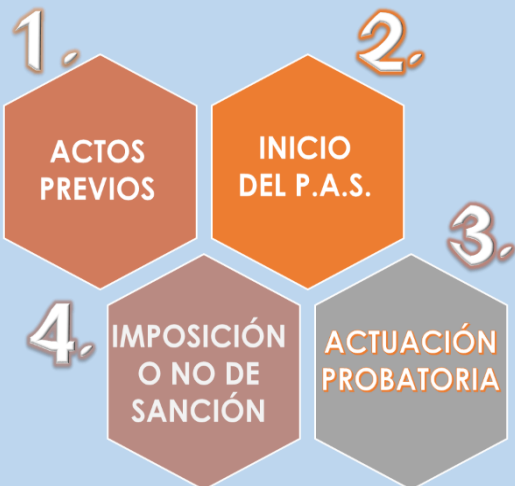 1.
ACTOS
PREVIOS
2.
INICIO
DEL P.A.S.
3.
ACTUACIÓN
PROBATORIA
4.
IMPOSICIÓN
O NO DE
SANCIÓN